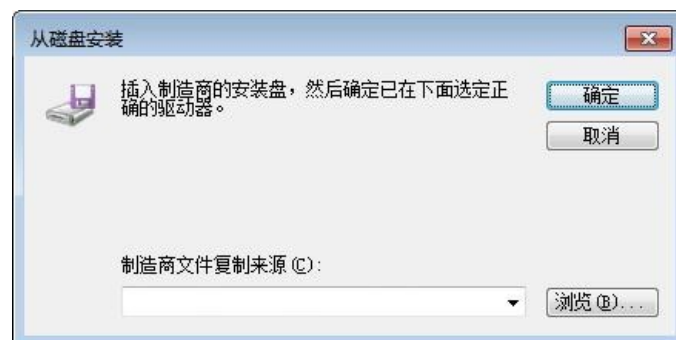 从磁盘安装
插入制造商的安装盘，然后确定已在下面选定正
确的驱动器。
确定
取消
制造商文件复制来源(C):
浏览(B)...